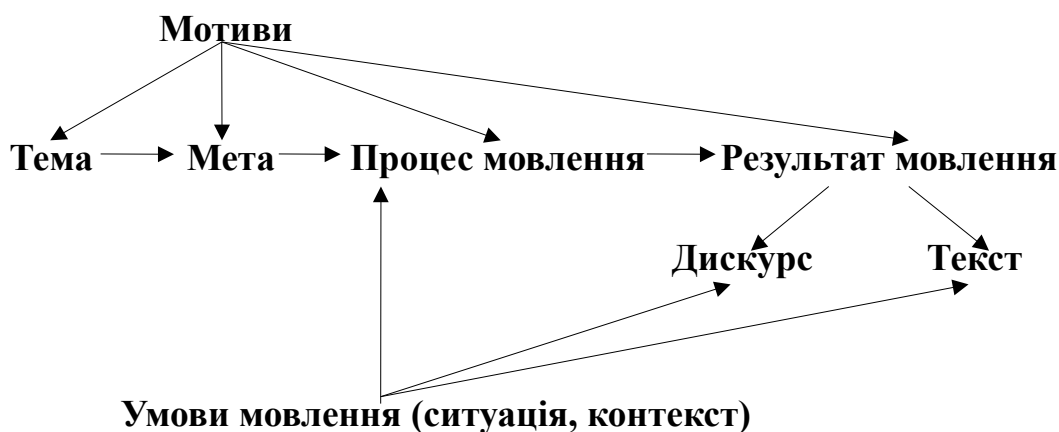 Мотиви
Тема Мета Процес мовлення Результат мовлення
Дискурс Текст
Умови мовлення (ситуація, контекст)